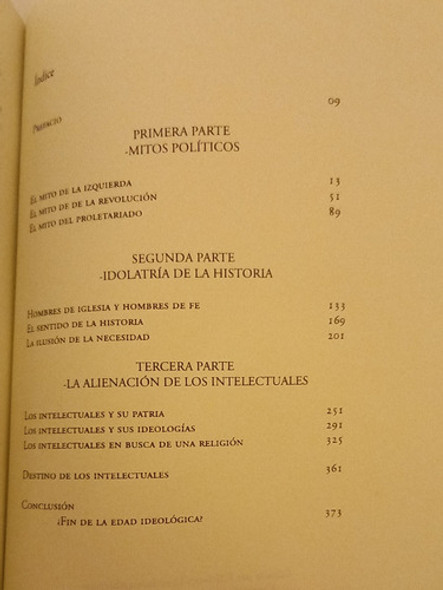 Índice
Prefacio 09
PRIMERA PARTE
-MITOS POLÍTICOS
El mito de la izquierda 13
El mito de de la revolución 51
El mito del proletariado 89
SEGUNDA PARTE
-IDOLATRÍA DE LA HISTORIA
Hombres de iglesia y hombres de fe 133
El sentido de la historia 169
La ilusión de la necesidad 201
TERCERA PARTE
-LA ALIENACIÓN DE LOS INTELECTUALES
Los intelectuales y su patria 251
Los intelectuales y sus ideologías 291
Los intelectuales en busca de una religión 325
Destino de los intelectuales 361
Conclusión
¿Fin de la edad ideológica? 373